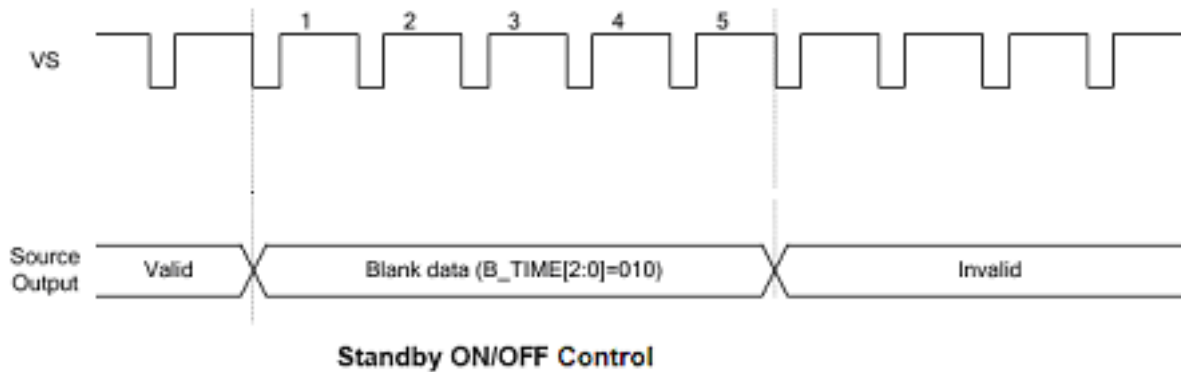 1 2 3 4 5
VS
Source
Output
Valid
Blank data (B_TIME[2:0]=010)
Invalid
Standby ON/OFF Control